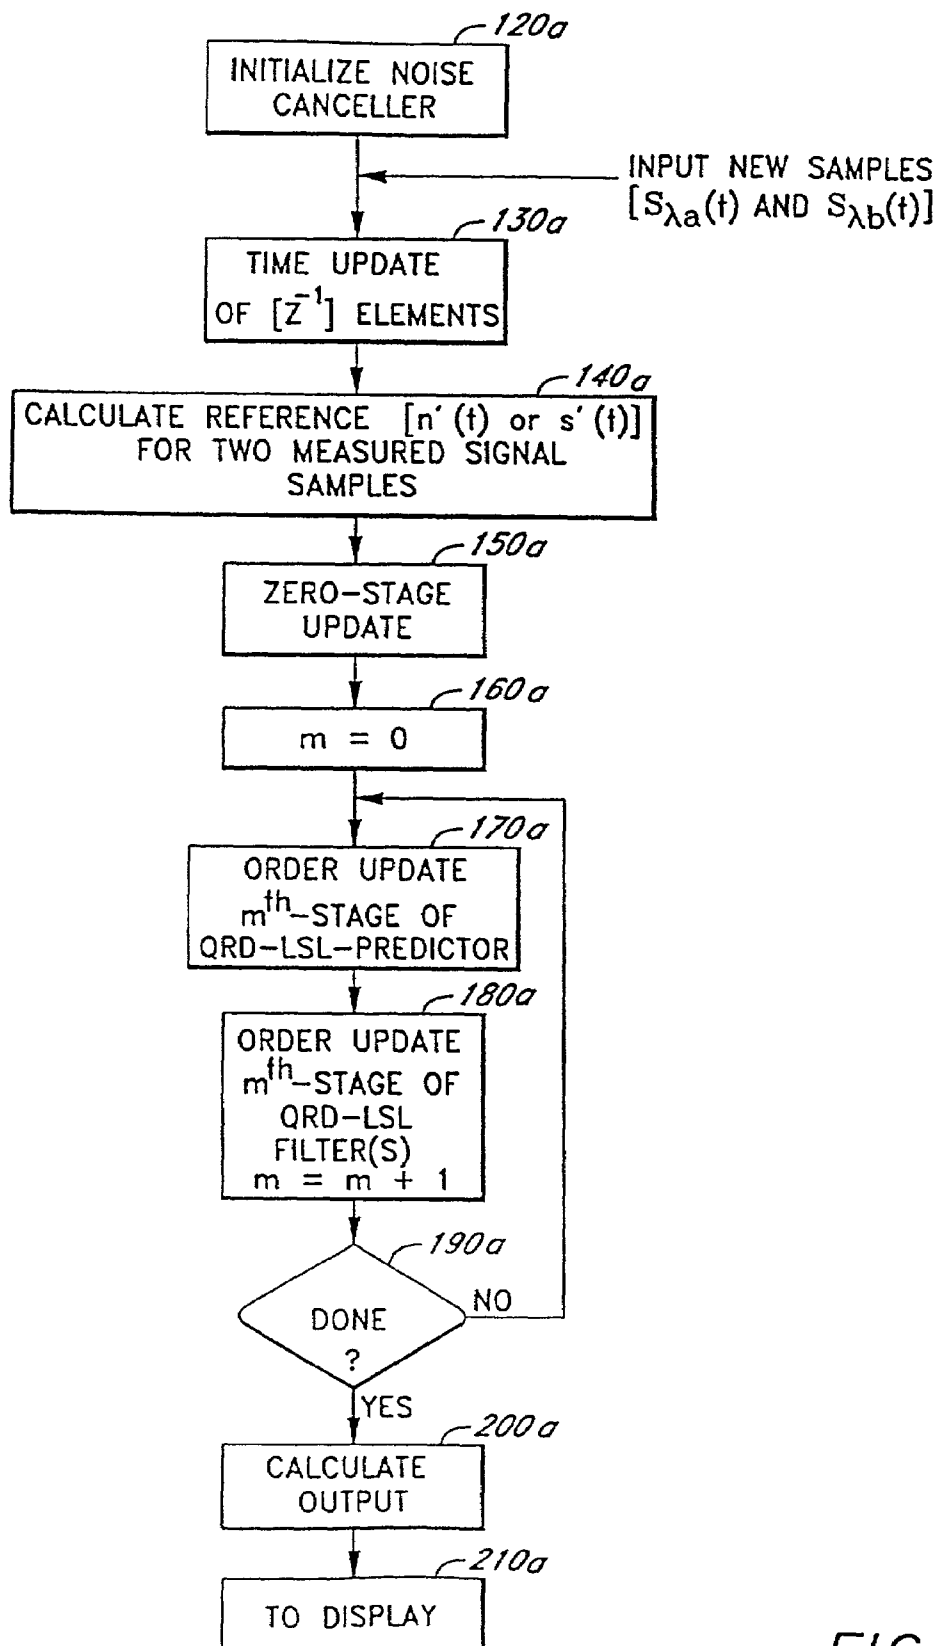 120a
INITIALIZE NOISE
CANCELLER
INPUT NEW SAMPLES
[Sλa(t) AND Sλb(t)]
130a
TIME UPDATE
OF [Z⁻¹] ELEMENTS
140a
CALCULATE REFERENCE [n′(t) or s′(t)]
FOR TWO MEASURED SIGNAL
SAMPLES
150a
ZERO-STAGE
UPDATE
160a
m = 0
170a
ORDER UPDATE
mth-STAGE OF
QRD-LSL-PREDICTOR
180a
ORDER UPDATE
mth-STAGE OF
QRD-LSL
FILTER(S)
m = m + 1
190a
DONE
?
NO
YES
200a
CALCULATE
OUTPUT
210a
TO DISPLAY